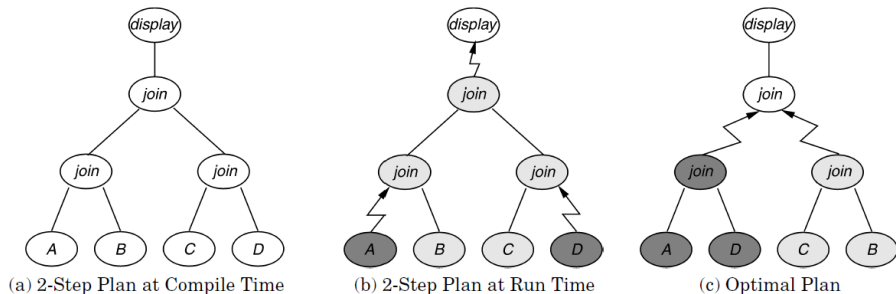 display display display
join join join
join join join join join join
A B C D A B C D A D C B
(a) 2-Step Plan at Compile Time (b) 2-Step Plan at Run Time (c) Optimal Plan